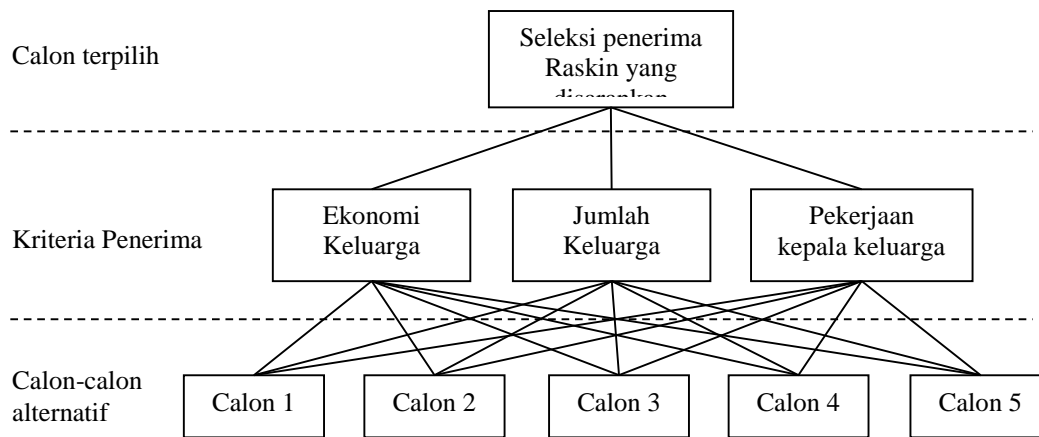 Calon terpilih
Seleksi penerima
Raskin yang
Kriteria Penerima
Ekonomi
Keluarga
Jumlah
Keluarga
Pekerjaan
kepala keluarga
Calon-calon
alternatif
Calon 1
Calon 2
Calon 3
Calon 4
Calon 5